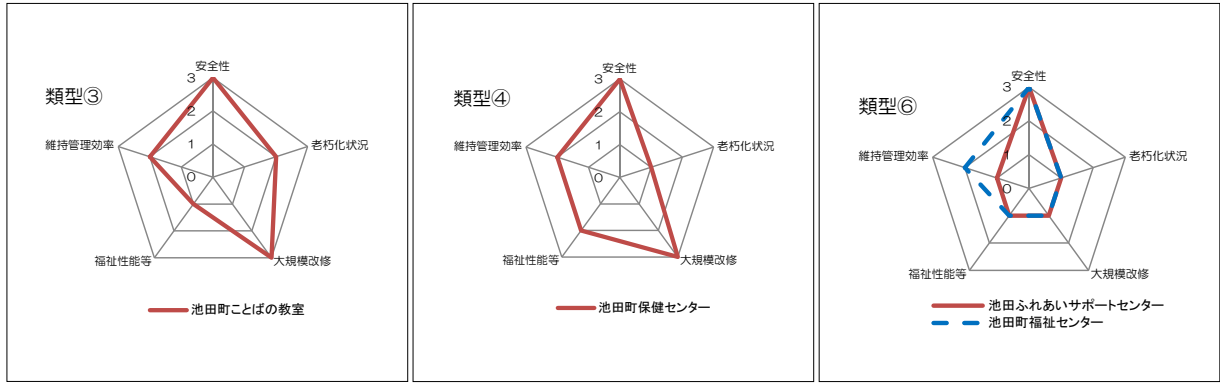 類型③
安全性
3
2
1
0
老朽化状況
大規模改修
福祉性能等
維持管理効率
池田町ことばの教室
類型④
安全性
3
2
1
0
老朽化状況
大規模改修
福祉性能等
維持管理効率
池田町保健センター
類型⑥
安全性
3
2
1
0
老朽化状況
大規模改修
福祉性能等
維持管理効率
池田ふれあいサポートセンター
池田町福祉センター